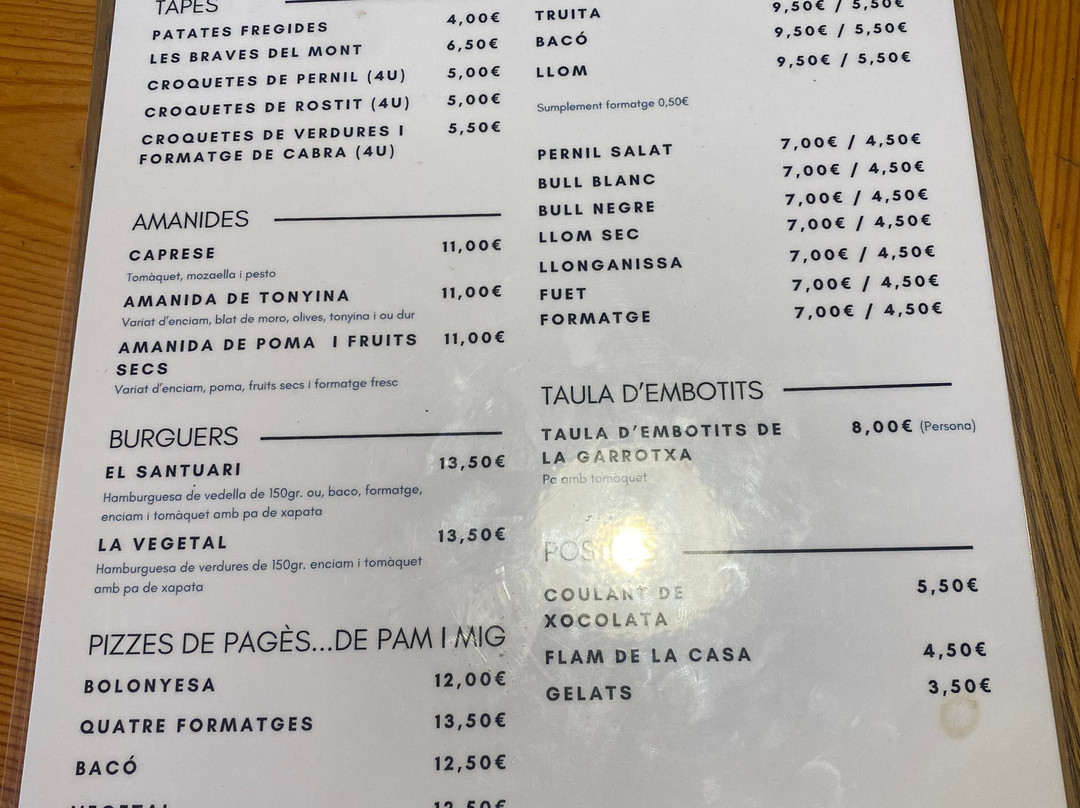 TAPES
PATATES FREGIDES 4,00€
LES BRAVES DEL MONT 6,50€
CROQUETES DE PERNIL (4U) 5,00€
CROQUETES DE ROSTIT (4U) 5,00€
CROQUETES DE VERDURES I 5,50€
FORMATGE DE CABRA (4U)
AMANIDES
CAPRESE 11,00€
Tomàquet, mozaella i pesto
AMANIDA DE TONYINA 11,00€
Variat d'enciam, blat de moro, olives, tonyina i ou dur
AMANIDA DE POMA I FRUITS 11,00€
SECS
Variat d'enciam, poma, fruits secs i formatge fresc
BURGUERS
EL SANTUARI 13,50€
Hamburguesa de vedella de 150gr. ou, baco, formatge,
enciam i tomàquet amb pa de xapata
LA VEGETAL 13,50€
Hamburguesa de verdures de 150gr. enciam i tomàquet
amb pa de xapata
PIZZES DE PAGÈS...DE PAM I MIG
BOLONYESA 12,00€
QUATRE FORMATGES 13,50€
BACÓ 12,50€
VEGETAL 12,50€
TRUITA 9,50€ / 5,50€
BACÓ 9,50€ / 5,50€
LLOM 9,50€ / 5,50€
Sumplement formatge 0,50€
PERNIL SALAT 7,00€ / 4,50€
BULL BLANC 7,00€ / 4,50€
BULL NEGRE 7,00€ / 4,50€
LLOM SEC 7,00€ / 4,50€
LLONGANISSA 7,00€ / 4,50€
FUET 7,00€ / 4,50€
FORMATGE 7,00€ / 4,50€
TAULA D'EMBOTITS
TAULA D'EMBOTITS DE 8,00€ (Persona)
LA GARROTXA
Pa amb tomàquet
POSTRES
COULANT DE 5,50€
XOCOLATA
FLAM DE LA CASA 4,50€
GELATS 3,50€